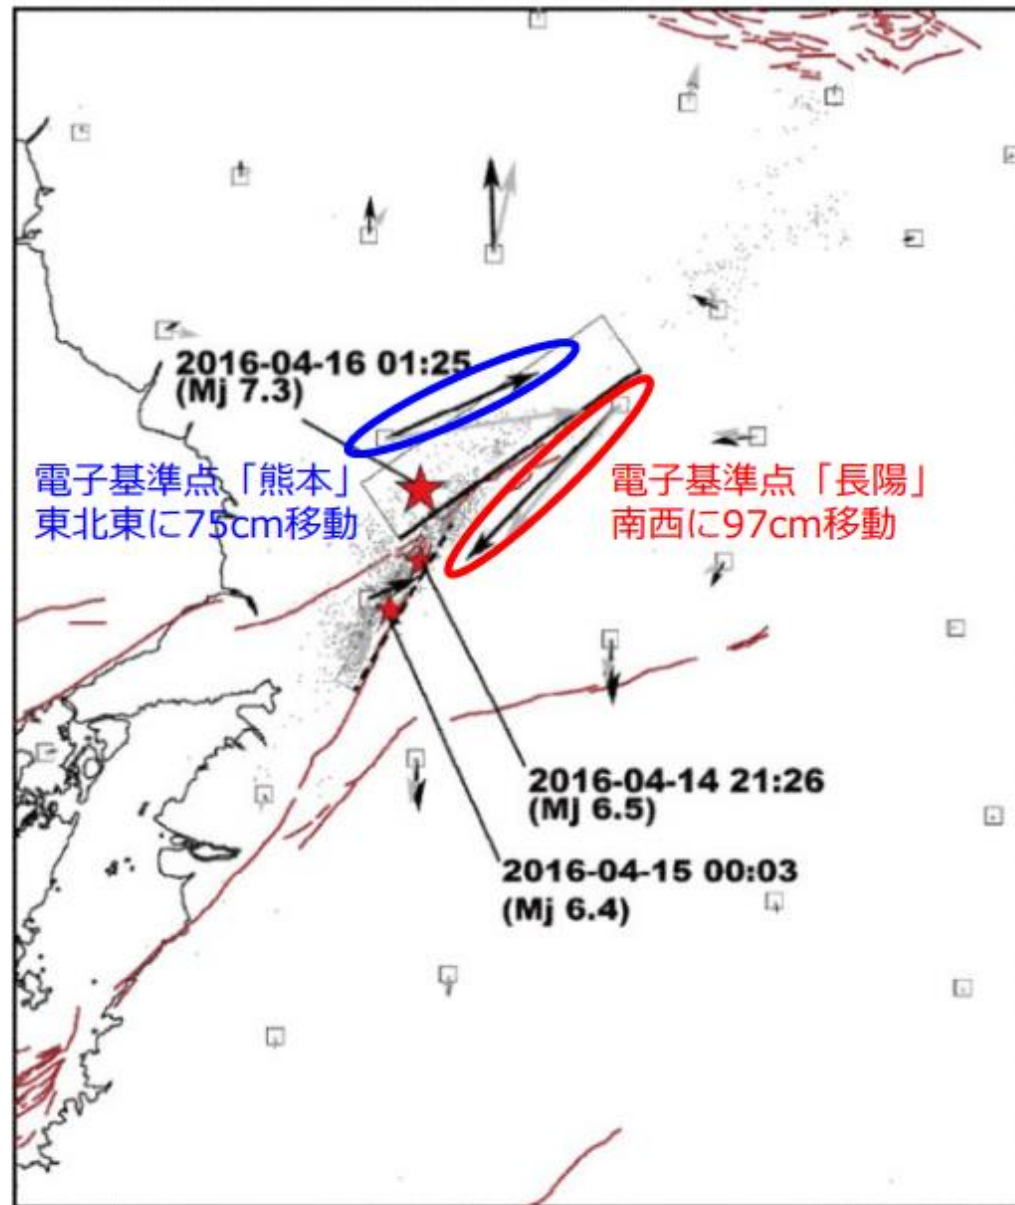 2016-04-16 01:25
(Mj 7.3)
電子基準点「熊本」
東北東に75cm移動
電子基準点「長陽」
南西に97cm移動
2016-04-14 21:26
(Mj 6.5)
2016-04-15 00:03
(Mj 6.4)